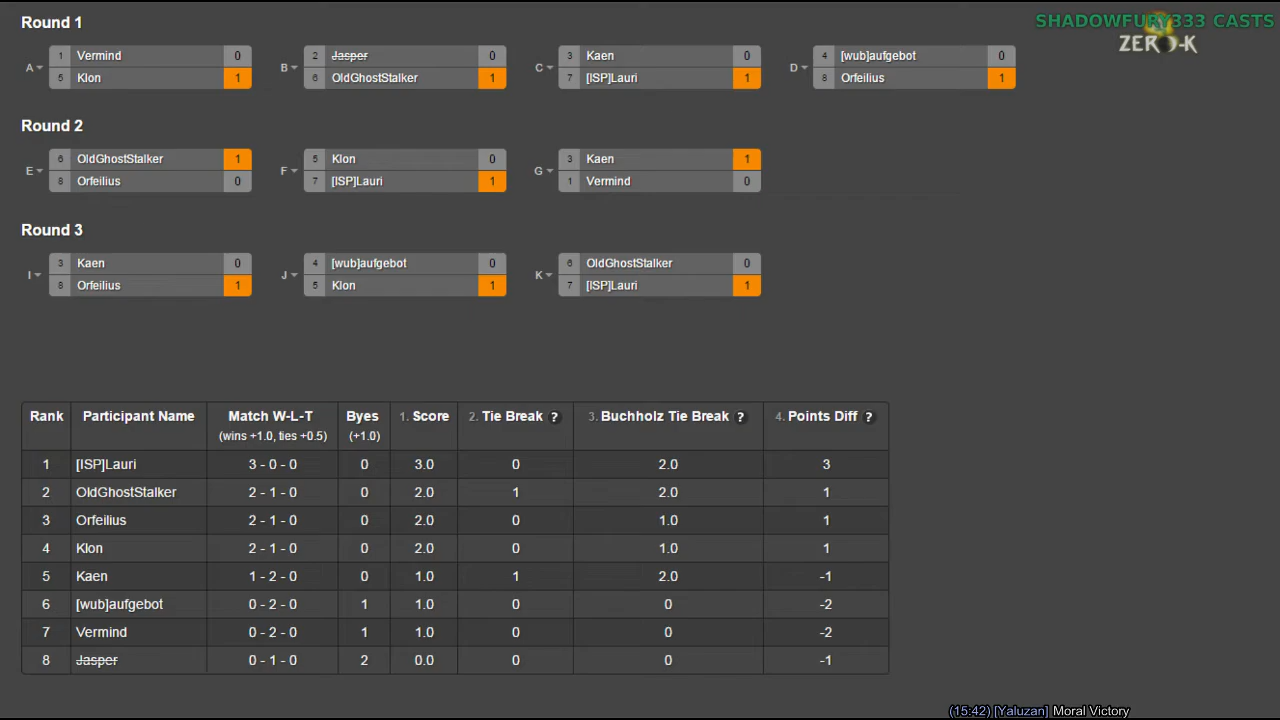 SHADOWFURY333 CASTS
ZERO-K
Round 1
A 1 Vermind 0
5 Klon 1
B 2 Jasper 0
6 OldGhostStalker 1
C 3 Kaen 0
7 [ISP]Lauri 1
D 4 [wub]aufgebot 0
8 Orfeilius 1
Round 2
E 6 OldGhostStalker 1
8 Orfeilius 0
F 5 Klon 0
7 [ISP]Lauri 1
G 3 Kaen 1
1 Vermind 0
Round 3
I 3 Kaen 0
8 Orfeilius 1
J 4 [wub]aufgebot 0
5 Klon 1
K 6 OldGhostStalker 0
7 [ISP]Lauri 1
Rank Participant Name Match W-L-T Byes 1. Score 2. Tie Break ? 3. Buchholz Tie Break ? 4. Points Diff ?
(wins +1.0, ties +0.5) (+1.0)
1 [ISP]Lauri 3 - 0 - 0 0 3.0 0 2.0 3
2 OldGhostStalker 2 - 1 - 0 0 2.0 1 2.0 1
3 Orfeilius 2 - 1 - 0 0 2.0 0 1.0 1
4 Klon 2 - 1 - 0 0 2.0 0 1.0 1
5 Kaen 1 - 2 - 0 0 1.0 1 2.0 -1
6 [wub]aufgebot 0 - 2 - 0 1 1.0 0 0 -2
7 Vermind 0 - 2 - 0 1 1.0 0 0 -2
8 Jasper 0 - 1 - 0 2 0.0 0 0 -1
(15:42) [Yaluzan] Moral Victory